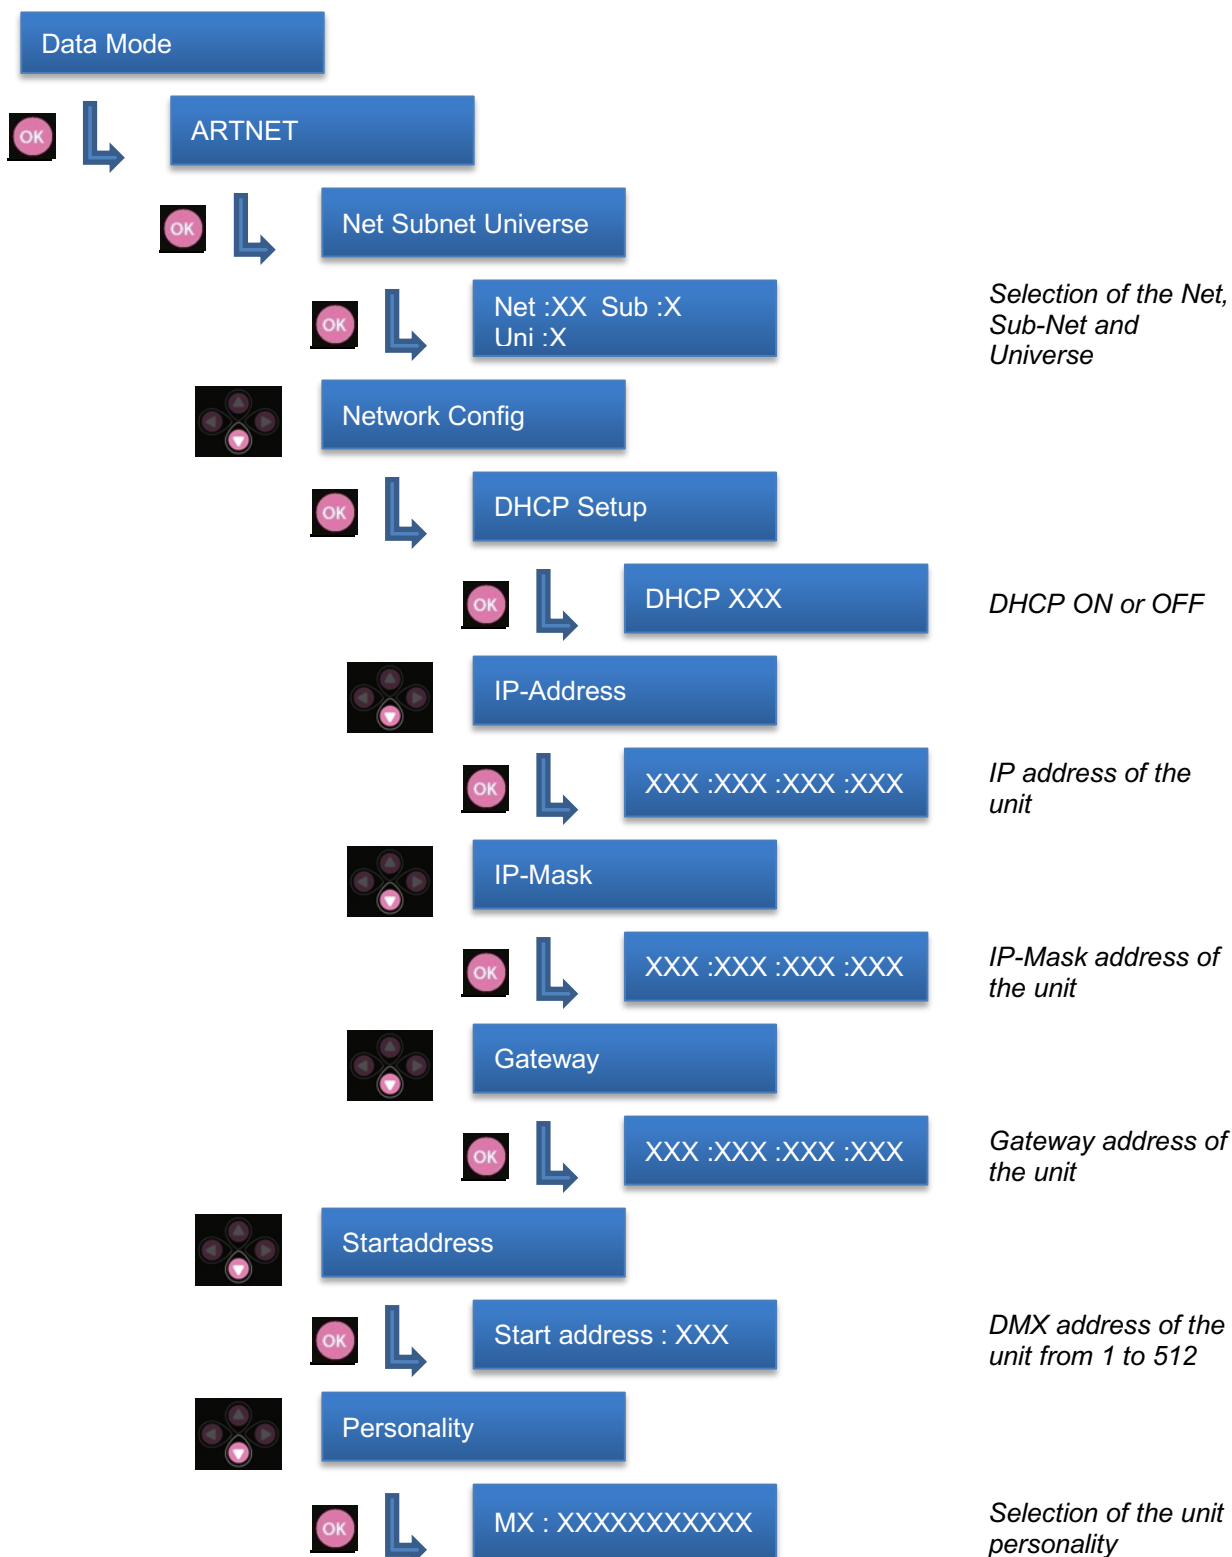 Data Mode
OK
ARTNET
OK
Net Subnet Universe
OK
Net :XX Sub :X
Uni :X
Selection of the Net,
Sub-Net and
Universe
Network Config
OK
DHCP Setup
OK
DHCP XXX
DHCP ON or OFF
IP-Address
OK
XXX :XXX :XXX :XXX
IP address of the
unit
IP-Mask
OK
XXX :XXX :XXX :XXX
IP-Mask address of
the unit
Gateway
OK
XXX :XXX :XXX :XXX
Gateway address of
the unit
Startaddress
OK
Start address : XXX
DMX address of the
unit from 1 to 512
Personality
OK
MX : XXXXXXXXXXX
Selection of the unit
personality